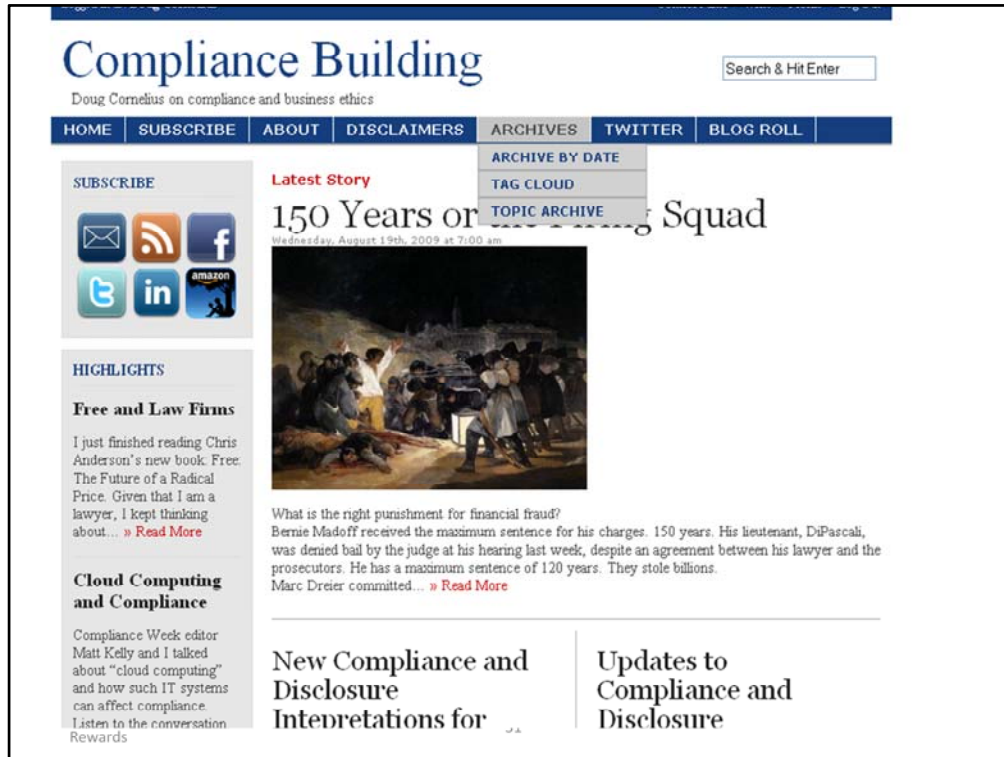 Compliance Building
Search & Hit Enter
Doug Cornelius on compliance and business ethics
HOME SUBSCRIBE ABOUT DISCLAIMERS ARCHIVES TWITTER BLOG ROLL
ARCHIVE BY DATE
TAG CLOUD
TOPIC ARCHIVE
SUBSCRIBE
amazon
HIGHLIGHTS
Free and Law Firms
I just finished reading Chris
Anderson's new book: Free:
The Future of a Radical
Price. Given that I am a
lawyer, I kept thinking
about... » Read More
Cloud Computing
and Compliance
Compliance Week editor
Matt Kelly and I talked
about "cloud computing"
and how such IT systems
can affect compliance.
Listen to the conversation
Latest Story
150 Years or Squad
Wednesday, August 19th, 2009 at 7:00 am
What is the right punishment for financial fraud?
Bernie Madoff received the maximum sentence for his charges. 150 years. His lieutenant, DiPascali,
was denied bail by the judge at his hearing last week, despite an agreement between his lawyer and the
prosecutors. He has a maximum sentence of 120 years. They stole billions.
Marc Dreier committed... » Read More
New Compliance and
Disclosure
Intepretations for
Updates to
Compliance and
Disclosure
Rewards